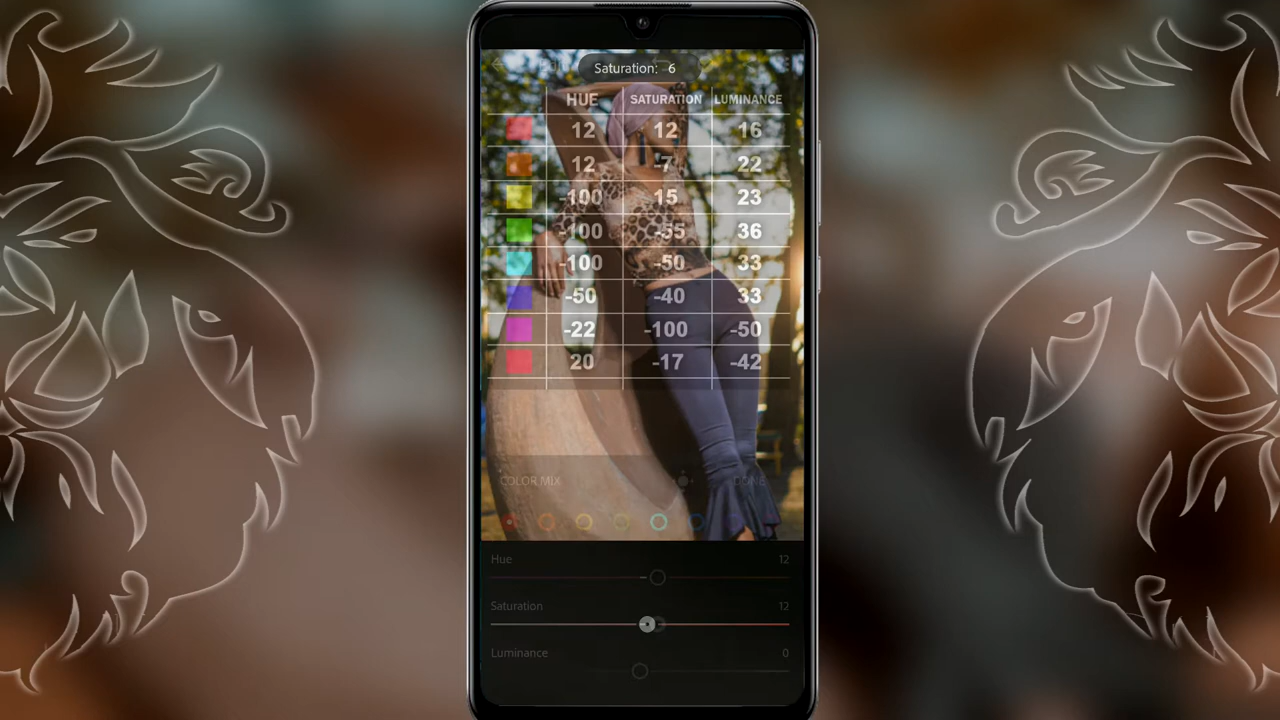 Saturation: -6
HUE SATURATION LUMINANCE
12 12 16
12 -7 22
-100 15 23
-100 -55 36
-100 -50 33
-50 -40 33
-22 -100 -50
20 -17 -42
COLOR MIX DONE
Hue 12
Saturation 12
Luminance 0